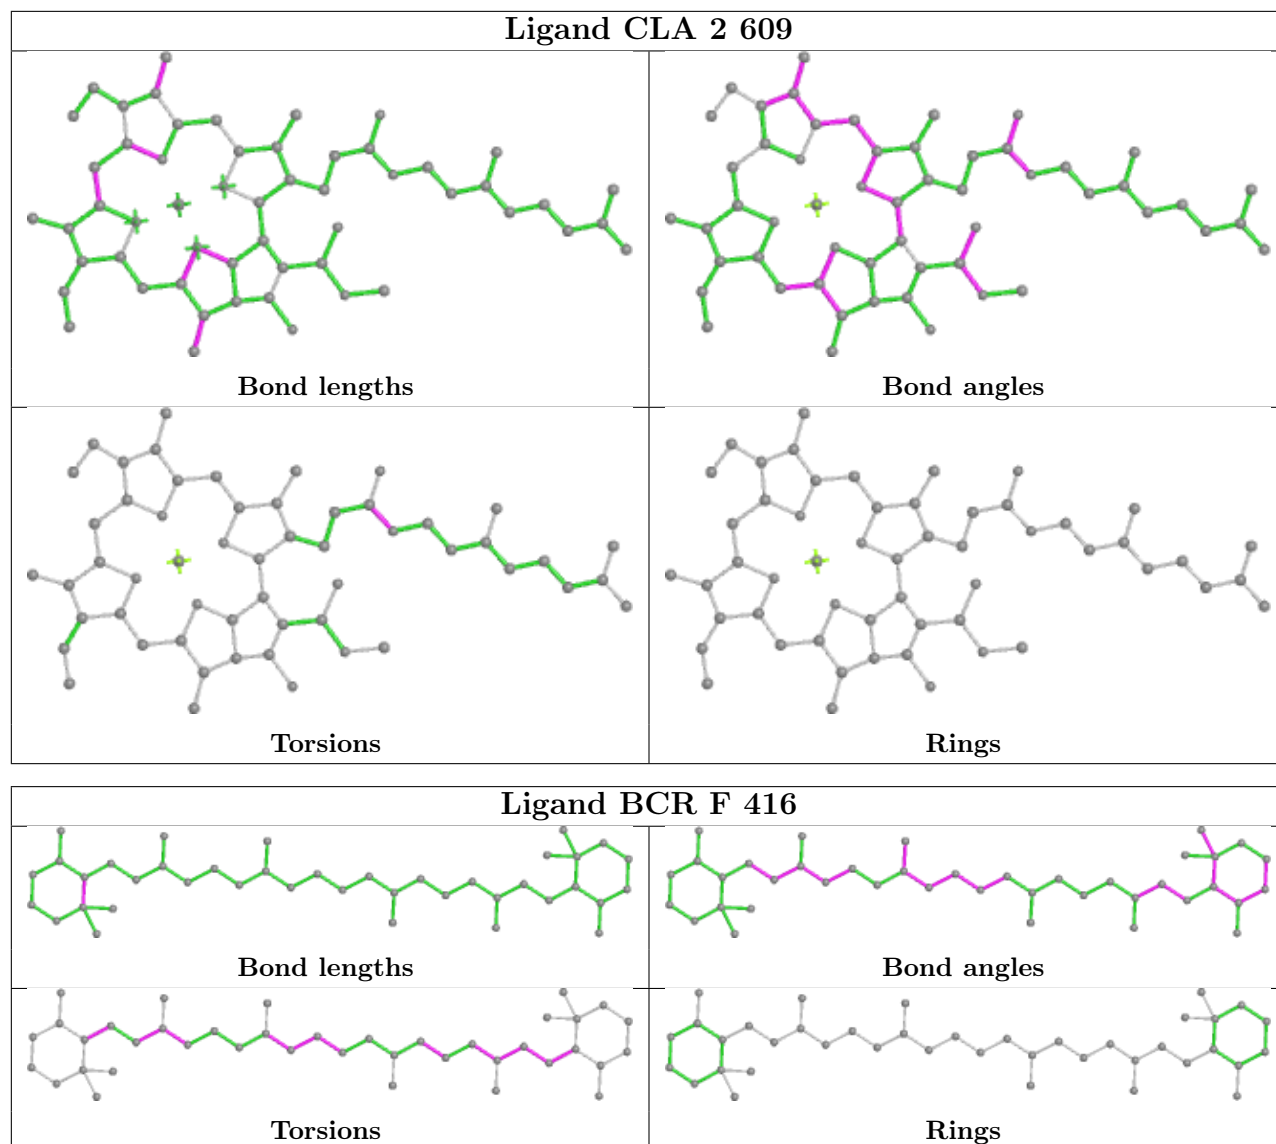 Ligand CLA 2 609
Bond lengths
Bond angles
Torsions
Rings
Ligand BCR F 416
Bond lengths
Bond angles
Torsions
Rings